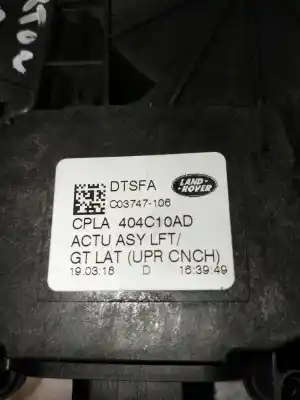 DTSFA
LAND-
ROVER
C03747-106
CPLA 404C10AD
ACTU ASY LFT/
GT LAT (UPR CNCH)
19.03.18 D 16:39:49